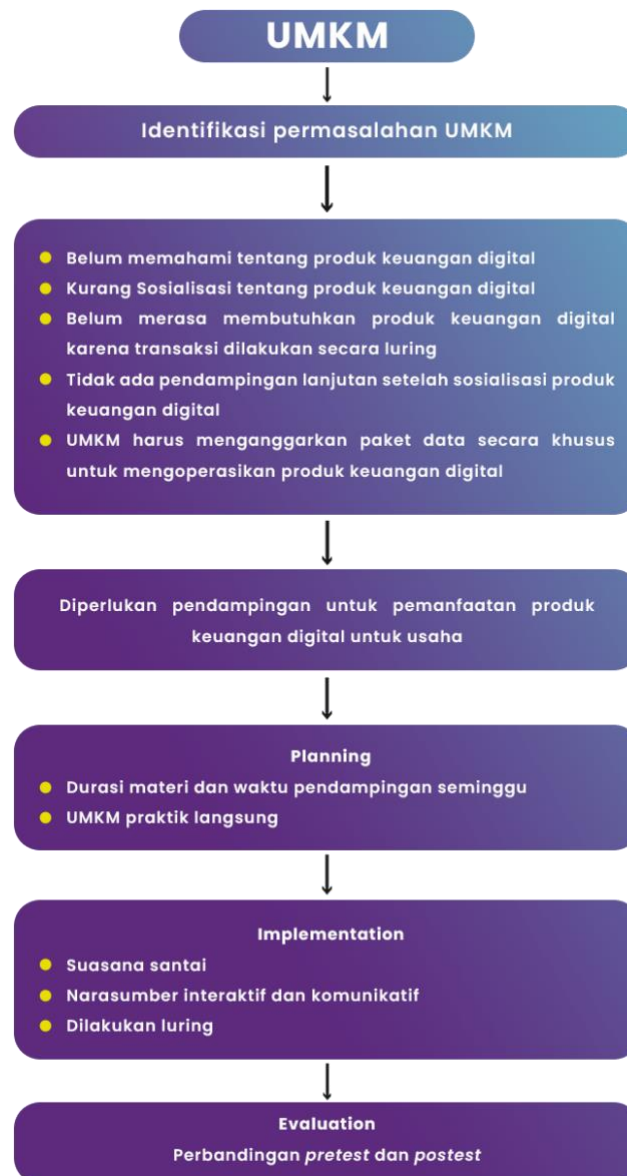 UMKM
Identifikasi permasalahan UMKM
Belum memahami tentang produk keuangan digital
Kurang Sosialisasi tentang produk keuangan digital
Belum merasa membutuhkan produk keuangan digital
karena transaksi dilakukan secara luring
Tidak ada pendampingan lanjutan setelah sosialisasi produk
keuangan digital
UMKM harus menganggarkan paket data secara khusus
untuk mengoperasikan produk keuangan digital
Diperlukan pendampingan untuk pemanfaatan produk
keuangan digital untuk usaha
Planning
Durasi materi dan waktu pendampingan seminggu
UMKM praktik langsung
Implementation
Suasana santai
Narasumber interaktif dan komunikatif
Dilakukan luring
Evaluation
Perbandingan pretest dan postest